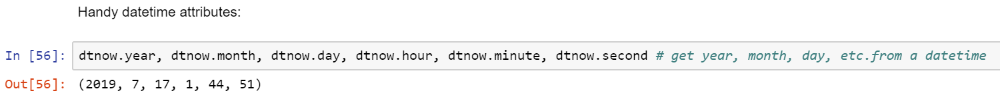 Handy datetime attributes:
In [56]: dtnow.year, dtnow.month, dtnow.day, dtnow.hour, dtnow.minute, dtnow.second # get year, month, day, etc.from a datetime
Out[56]: (2019, 7, 17, 1, 44, 51)